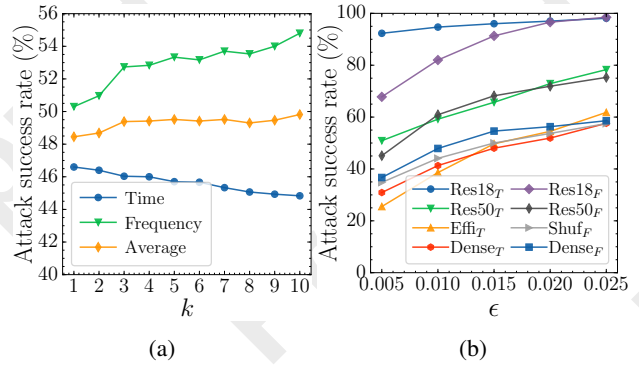 Attack success rate (%)
56
54
52
50
48
46
44
42
40
Time
Frequency
Average
1 2 3 4 5 6 7 8 9 10
k
(a)
Attack success rate (%)
100
80
60
40
20
0
Res18T Res18F
Res50T Res50F
EffiT ShufF
DenseT DenseF
0.005 0.010 0.015 0.020 0.025
ϵ
(b)